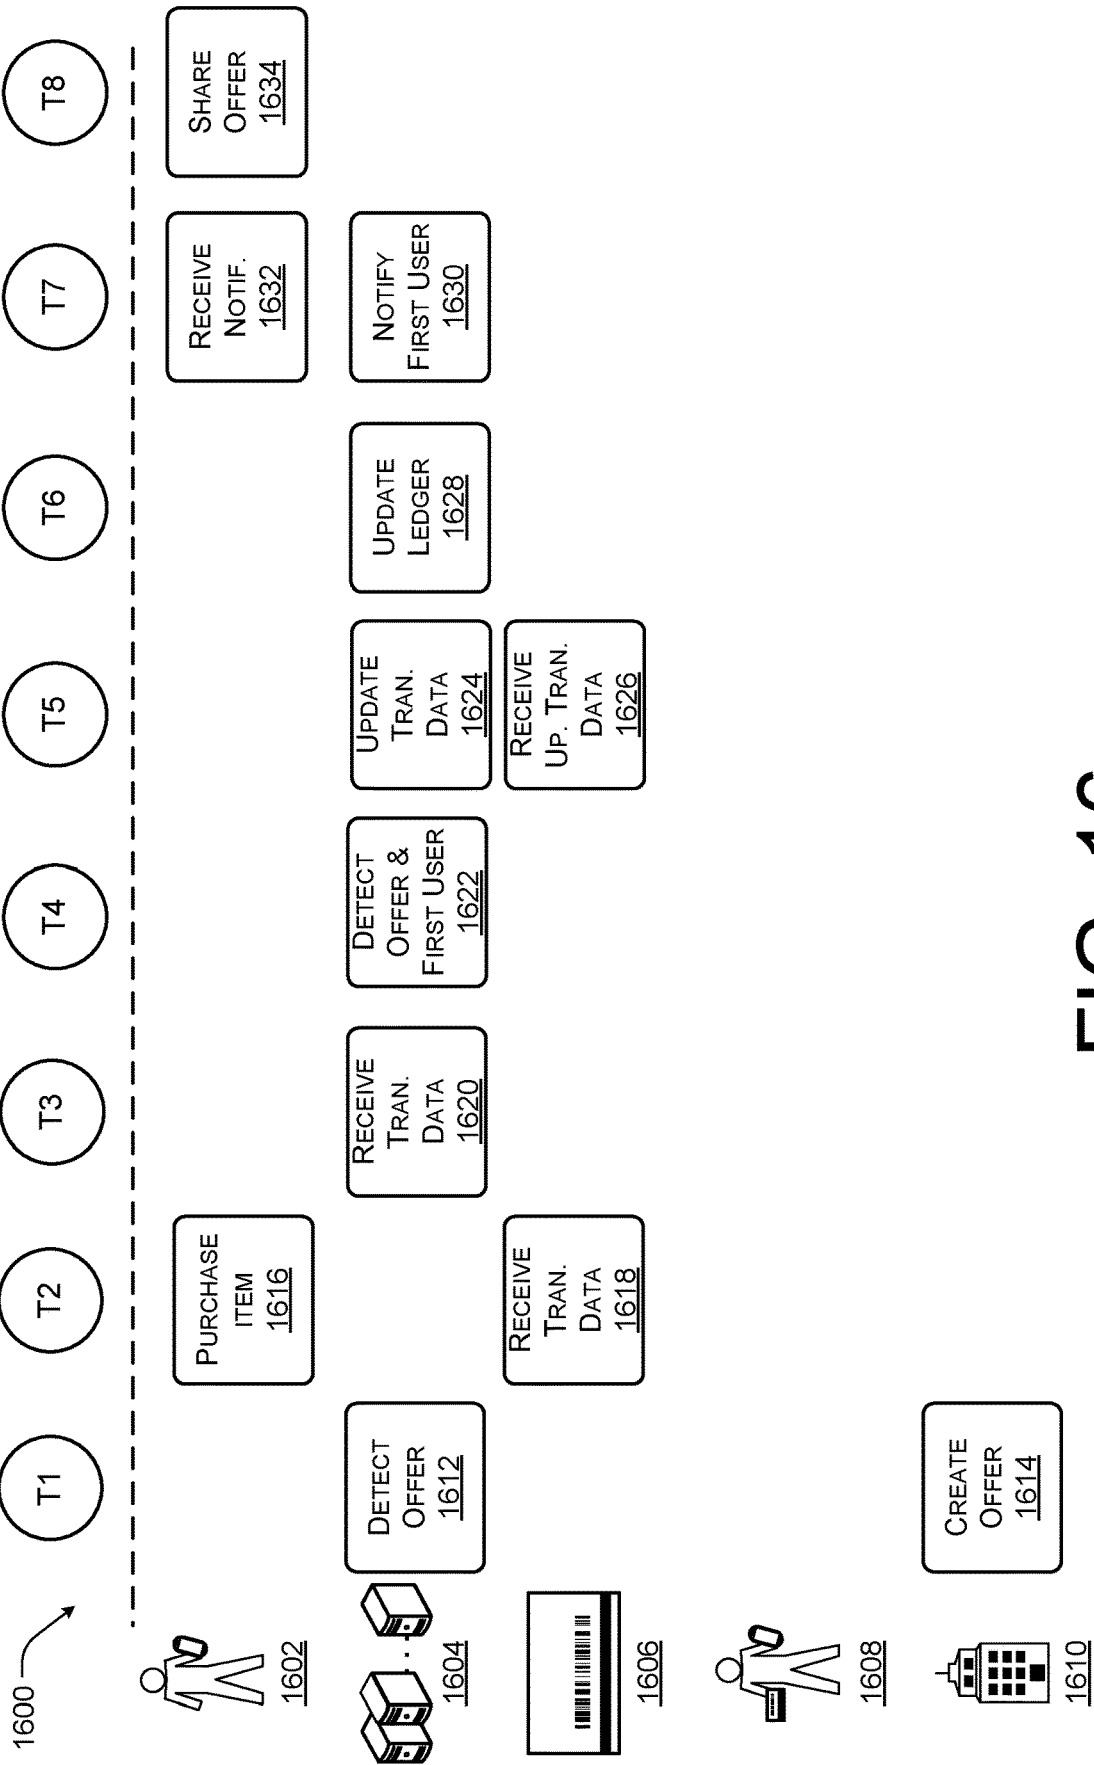 1600
T1
T2
T3
T4
T5
T6
T7
T8
1602
PURCHASE
ITEM
1616
RECEIVE
NOTIF.
1632
SHARE
OFFER
1634
1604
DETECT
OFFER
1612
RECEIVE
TRAN.
DATA
1620
DETECT
OFFER &
FIRST USER
1622
UPDATE
TRAN.
DATA
1624
UPDATE
LEDGER
1628
NOTIFY
FIRST USER
1630
1606
RECEIVE
TRAN.
DATA
1618
RECEIVE
UP. TRAN.
DATA
1626
1608
1610
CREATE
OFFER
1614